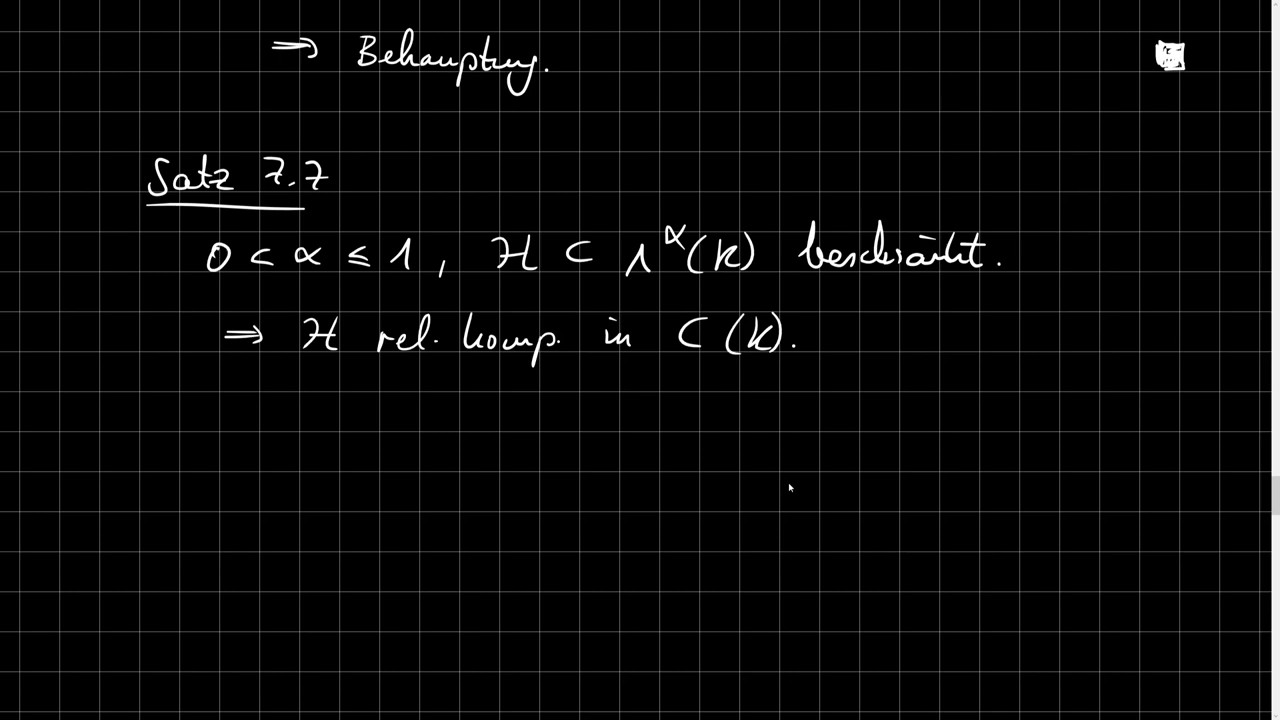 ⇒ Behauptung.
Satz 7.7
0 < α ≤ 1, ℋ ⊂ Λ^α(K) beschränkt.
⇒ ℋ rel. komp. in C(K).